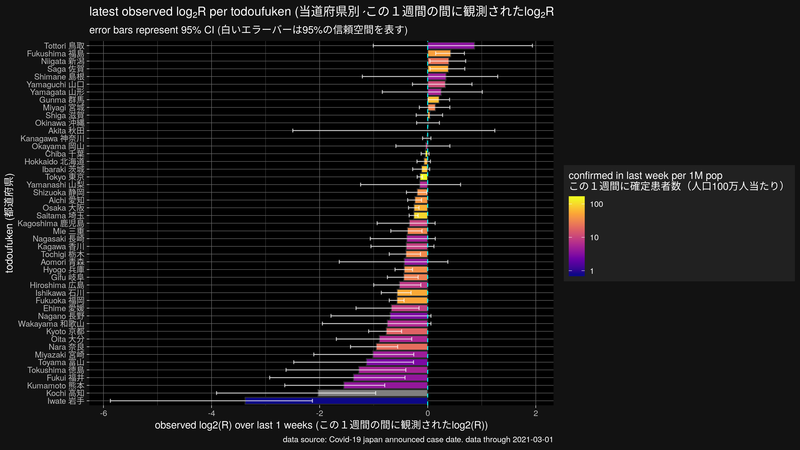 latest observed log₂R per todoufuken (当道府県別 -この１週間の間に観測されたlog₂R
error bars represent 95% CI (白いエラーバーは95%の信頼空間を表す)
todoufuken (都道府県)
Tottori 鳥取
Fukushima 福島
Niigata 新潟
Saga 佐賀
Shimane 島根
Yamaguchi 山口
Yamagata 山形
Gunma 群馬
Miyagi 宮城
Shiga 滋賀
Okinawa 沖縄
Akita 秋田
Kanagawa 神奈川
Okayama 岡山
Chiba 千葉
Hokkaido 北海道
Ibaraki 茨城
Tokyo 東京
Yamanashi 山梨
Shizuoka 静岡
Aichi 愛知
Osaka 大阪
Saitama 埼玉
Kagoshima 鹿児島
Mie 三重
Nagasaki 長崎
Kagawa 香川
Tochigi 栃木
Aomori 青森
Hyogo 兵庫
Gifu 岐阜
Hiroshima 広島
Ishikawa 石川
Fukuoka 福岡
Ehime 愛媛
Nagano 長野
Wakayama 和歌山
Kyoto 京都
Oita 大分
Nara 奈良
Miyazaki 宮崎
Toyama 富山
Tokushima 徳島
Fukui 福井
Kumamoto 熊本
Kochi 高知
Iwate 岩手
-6 -4 -2 0 2
observed log2(R) over last 1 weeks (この１週間の間に観測されたlog2(R))
data source: Covid-19 japan announced case date. data through 2021-03-01
confirmed in last week per 1M pop
この１週間に確定患者数（人口100万人当たり）
100
10
1